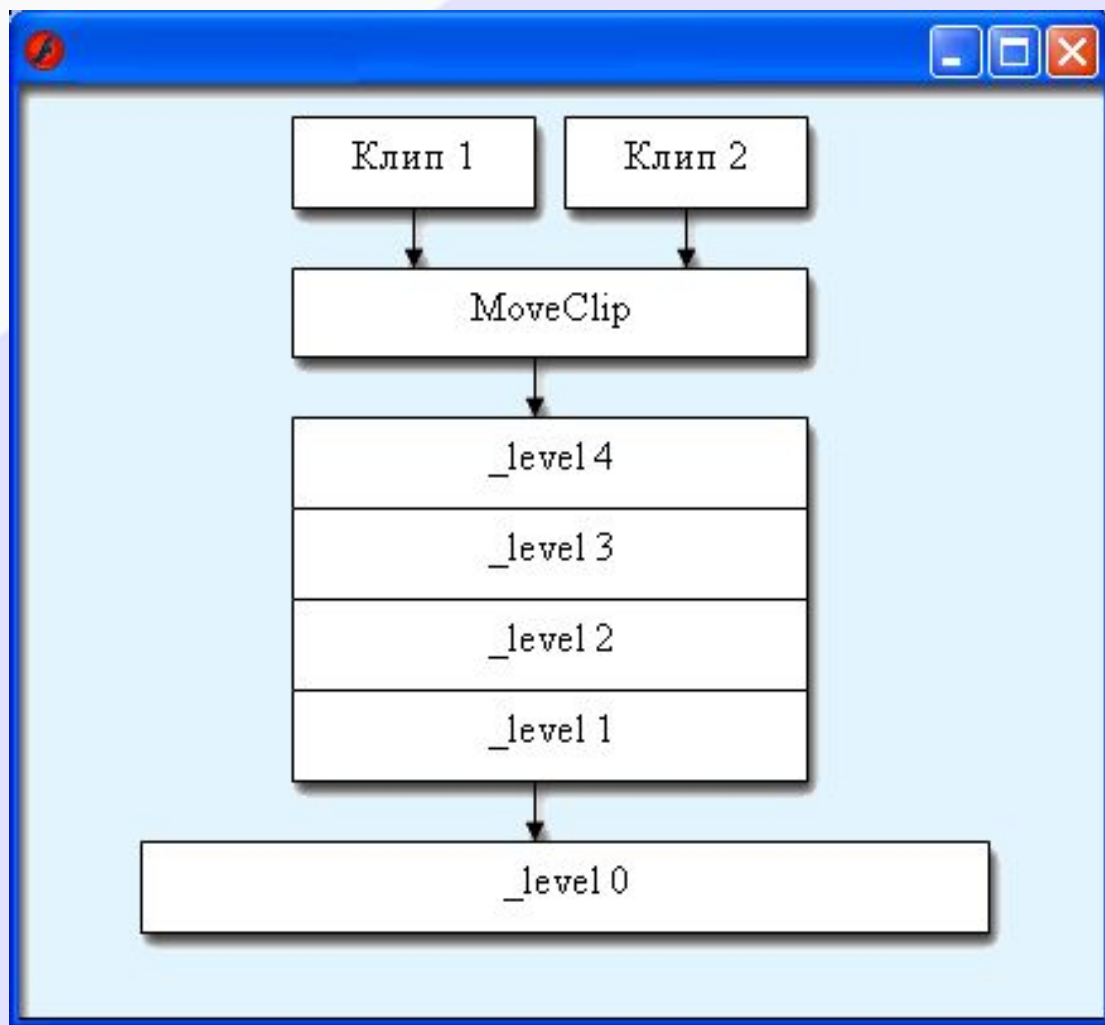 Клип 1
Клип 2
MoveClip
_level 4
_level 3
_level 2
_level 1
_level 0